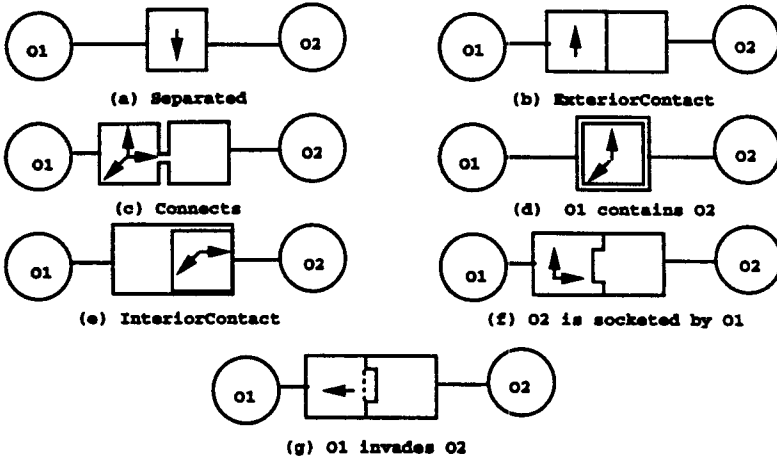 O1 O2 O1 O2
(a) Separated (b) ExteriorContact
O1 O2 O1 O2
(c) Connects (d) O1 contains O2
O1 O2 O1 O2
(e) InteriorContact (f) O2 is socketed by O1
O1 O2
(g) O1 invades O2